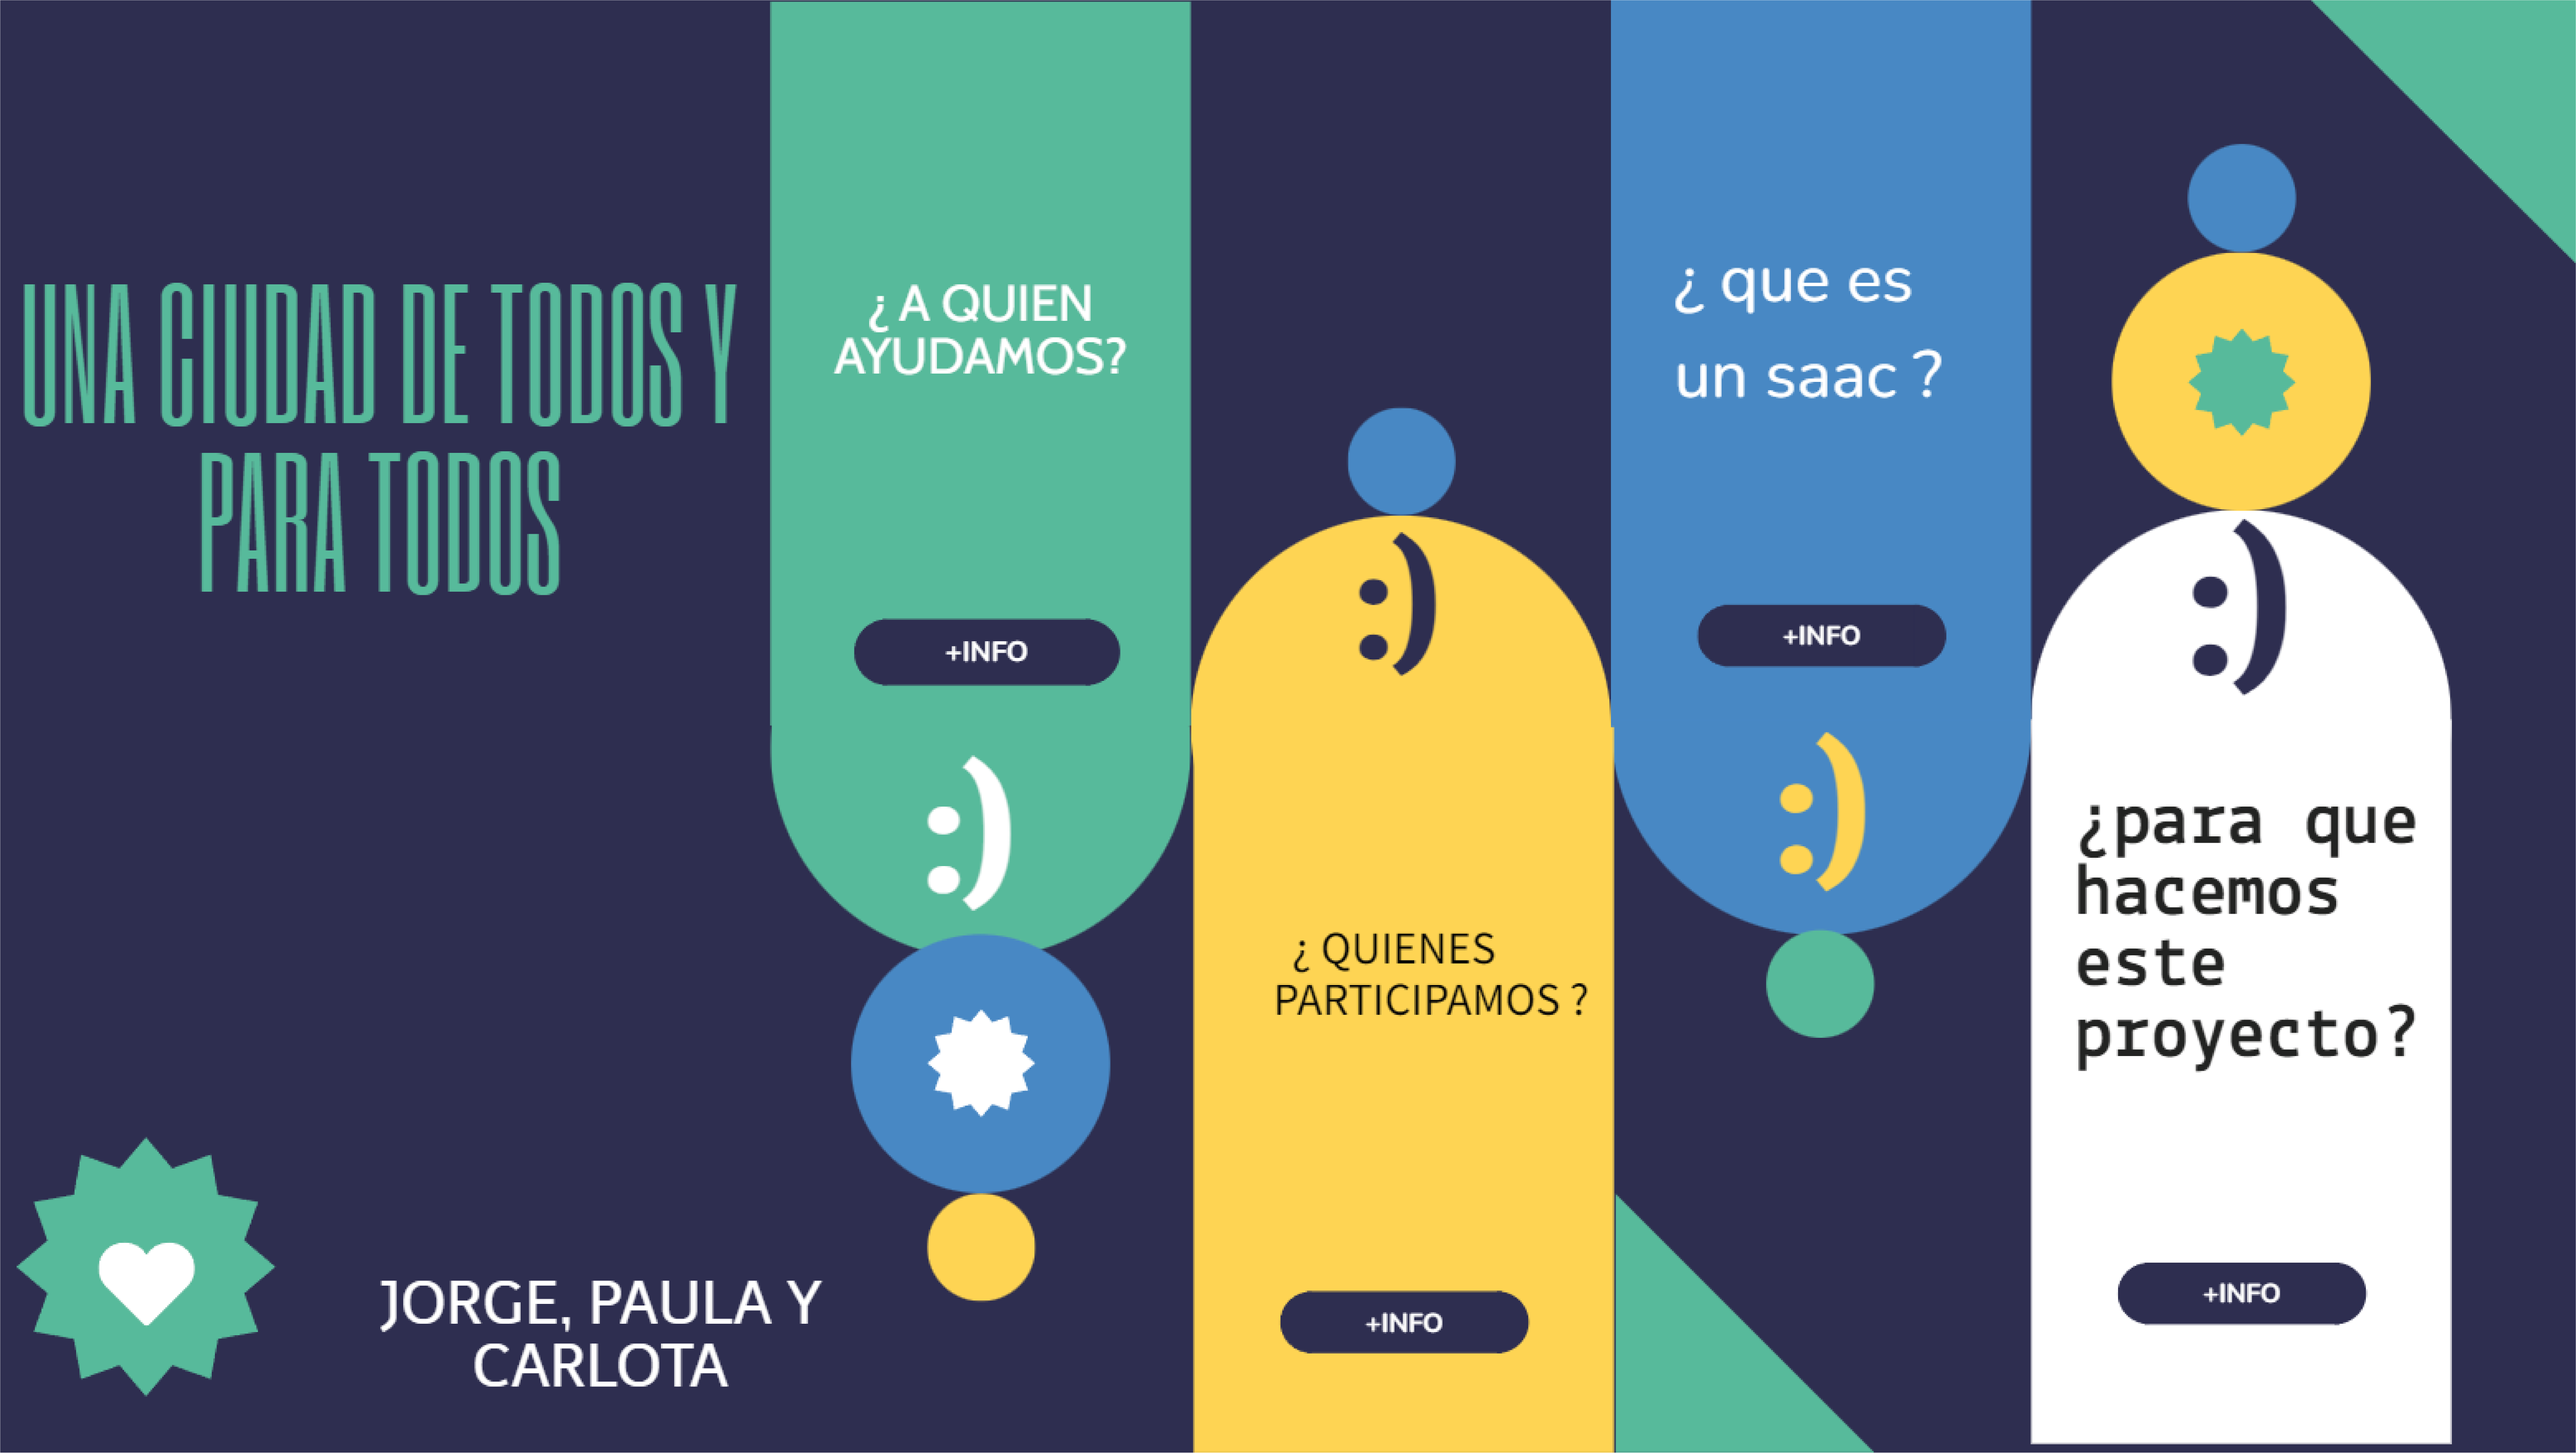 UNA CIUDAD DE TODOS Y
PARA TODOS
JORGE, PAULA Y
CARLOTA
¿ A QUIEN
AYUDAMOS?
+INFO
:)
:)
¿ QUIENES
PARTICIPAMOS ?
+INFO
¿ que es
un saac ?
+INFO
:)
:)
¿para que
hacemos
este
proyecto?
+INFO